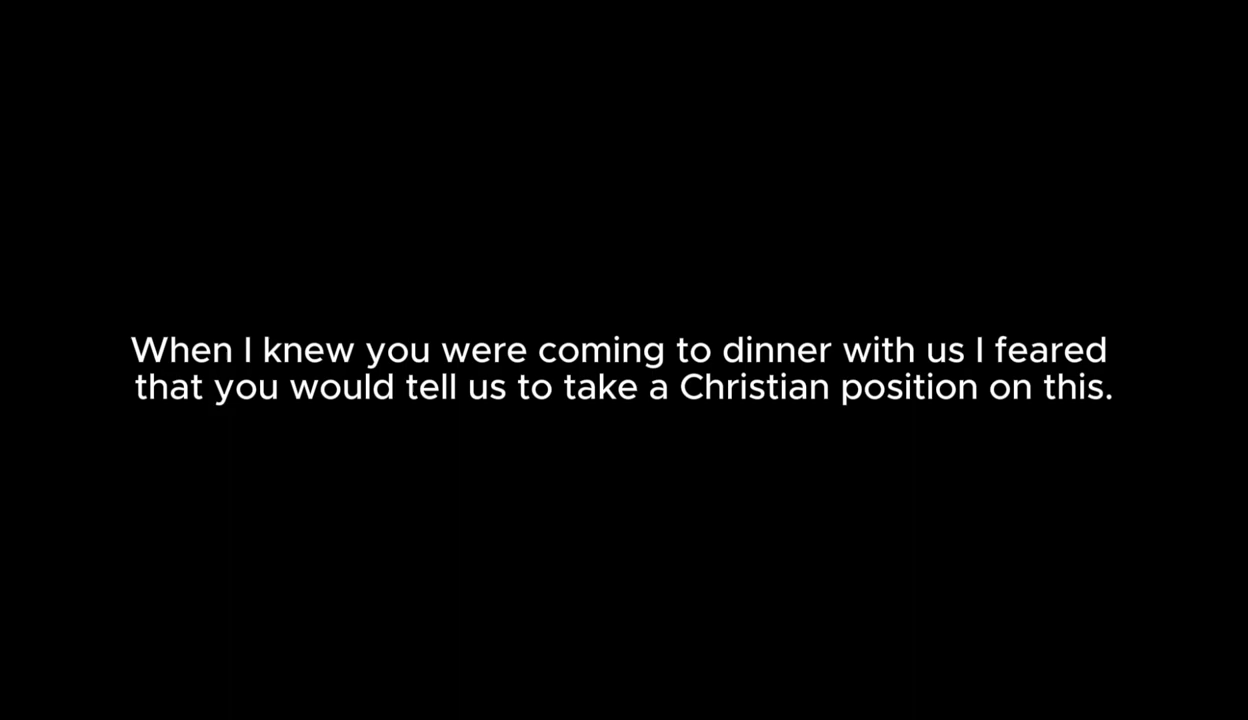 When I knew you were coming to dinner with us I feared
that you would tell us to take a Christian position on this.